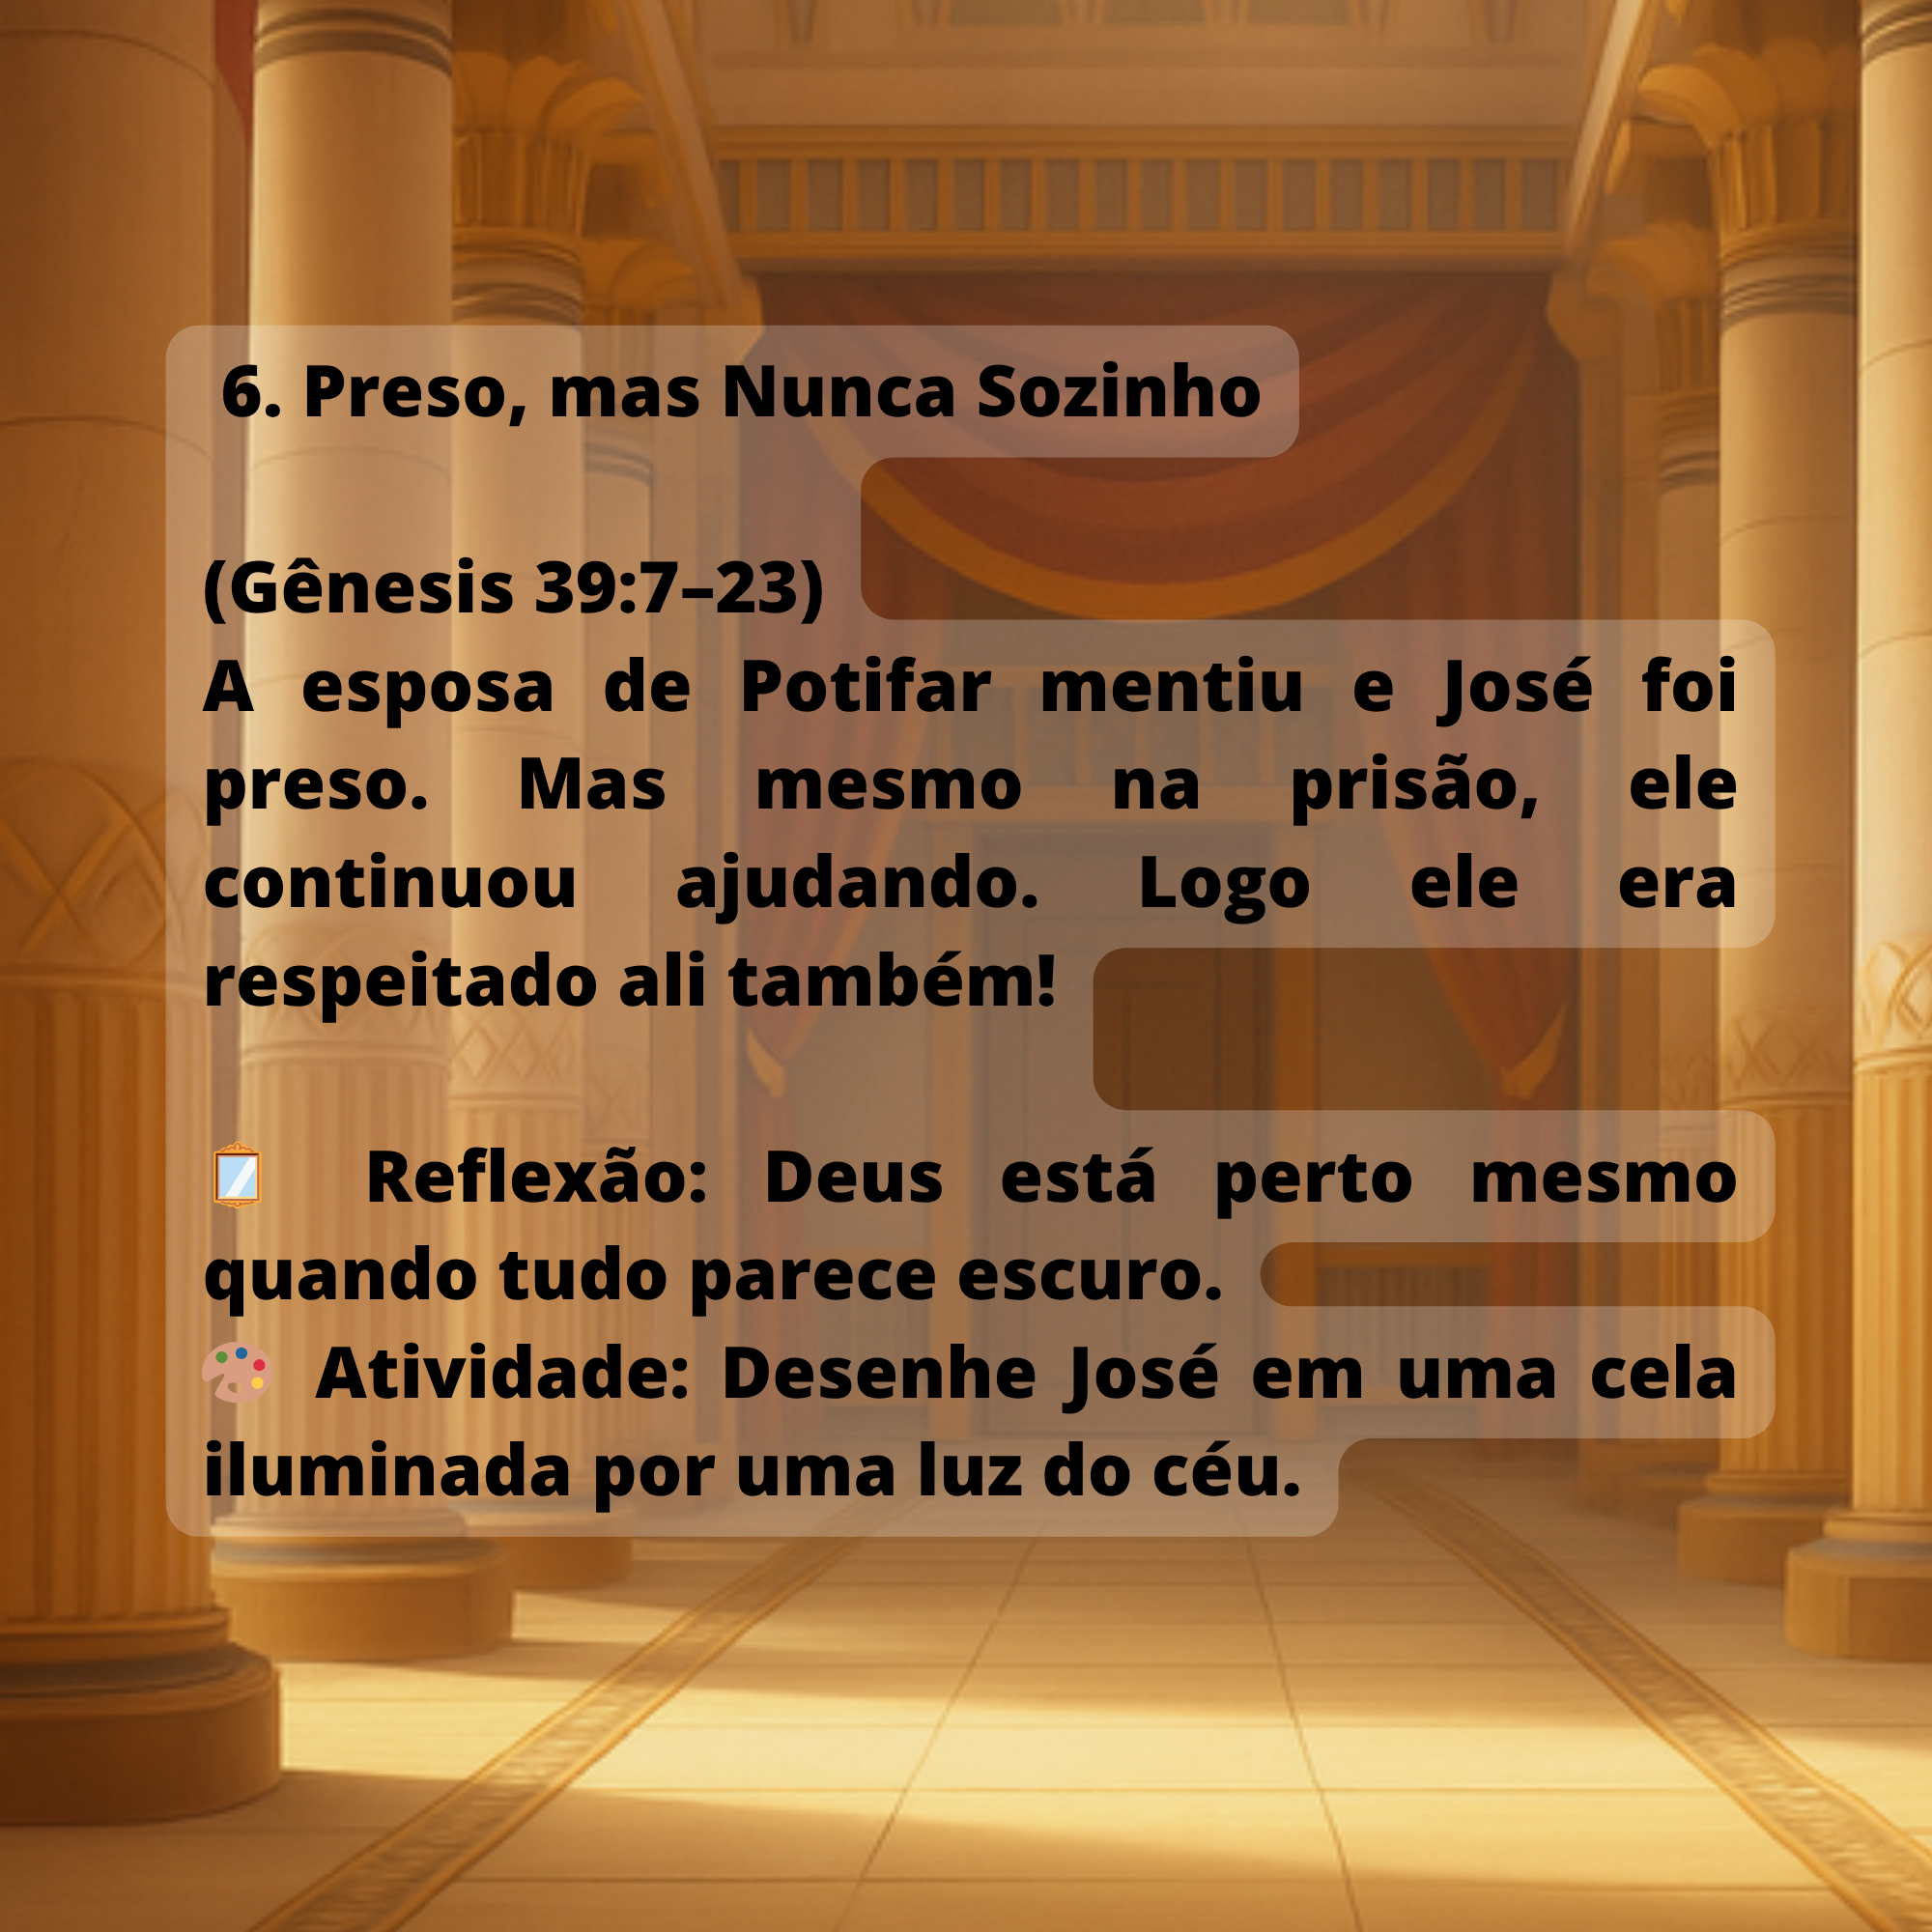 6. Preso, mas Nunca Sozinho
(Gênesis 39:7–23)
A esposa de Potifar mentiu e José foi
preso. Mas mesmo na prisão, ele
continuou ajudando. Logo ele era
respeitado ali também!
🪞 Reflexão: Deus está perto mesmo
quando tudo parece escuro.
🎨 Atividade: Desenhe José em uma cela
iluminada por uma luz do céu.